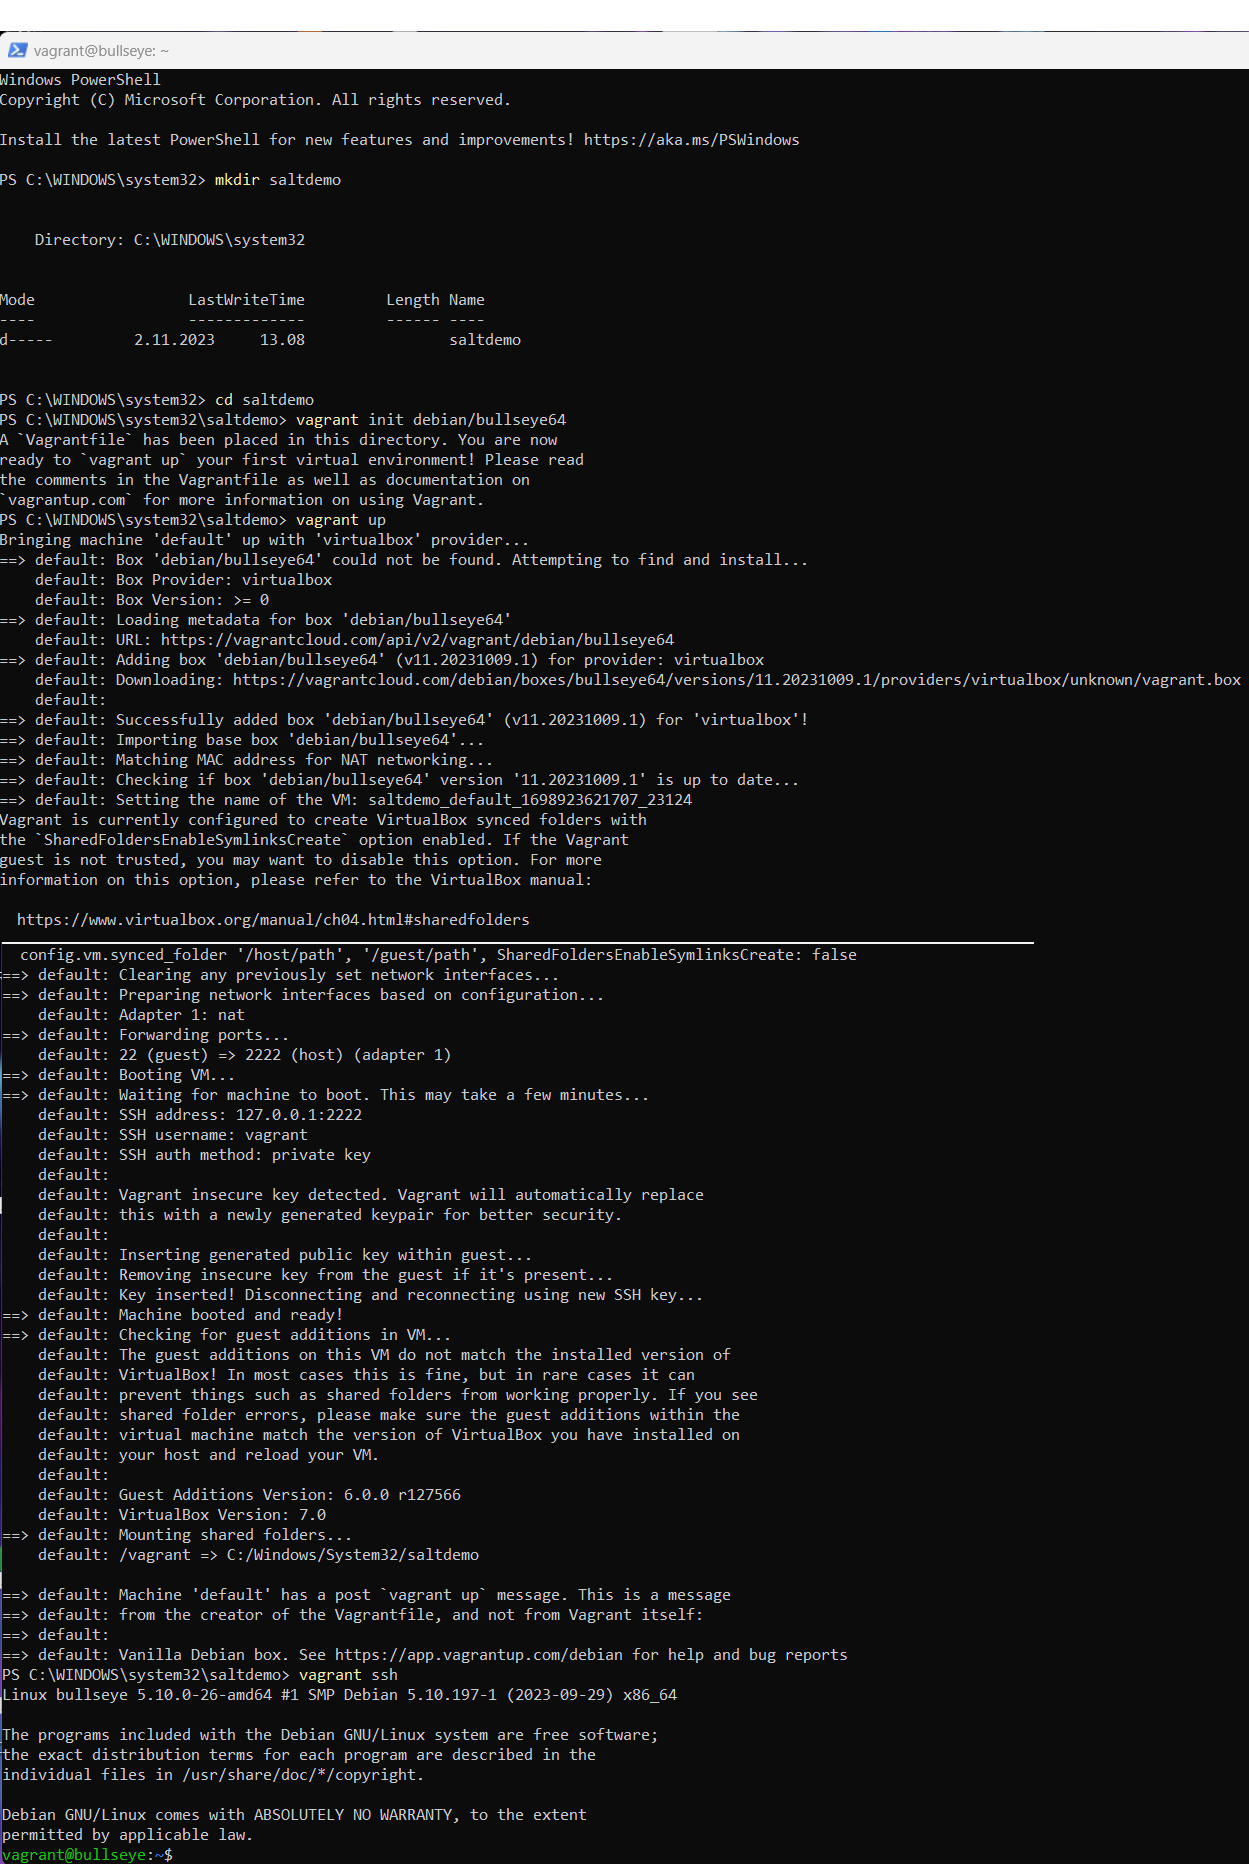 vagrant@bullseye: ~
Windows PowerShell
Copyright (C) Microsoft Corporation. All rights reserved.
Install the latest PowerShell for new features and improvements! https://aka.ms/PSWindows
PS C:\WINDOWS\system32> mkdir saltdemo
    Directory: C:\WINDOWS\system32
Mode                 LastWriteTime         Length Name
----                 -------------         ------ ----
d-----         2.11.2023     13.08                saltdemo
PS C:\WINDOWS\system32> cd saltdemo
PS C:\WINDOWS\system32\saltdemo> vagrant init debian/bullseye64
A `Vagrantfile` has been placed in this directory. You are now
ready to `vagrant up` your first virtual environment! Please read
the comments in the Vagrantfile as well as documentation on
`vagrantup.com` for more information on using Vagrant.
PS C:\WINDOWS\system32\saltdemo> vagrant up
Bringing machine 'default' up with 'virtualbox' provider...
==> default: Box 'debian/bullseye64' could not be found. Attempting to find and install...
    default: Box Provider: virtualbox
    default: Box Version: >= 0
==> default: Loading metadata for box 'debian/bullseye64'
    default: URL: https://vagrantcloud.com/api/v2/vagrant/debian/bullseye64
==> default: Adding box 'debian/bullseye64' (v11.20231009.1) for provider: virtualbox
    default: Downloading: https://vagrantcloud.com/debian/boxes/bullseye64/versions/11.20231009.1/providers/virtualbox/unknown/vagrant.box
    default:
==> default: Successfully added box 'debian/bullseye64' (v11.20231009.1) for 'virtualbox'!
==> default: Importing base box 'debian/bullseye64'...
==> default: Matching MAC address for NAT networking...
==> default: Checking if box 'debian/bullseye64' version '11.20231009.1' is up to date...
==> default: Setting the name of the VM: saltdemo_default_1698923621707_23124
Vagrant is currently configured to create VirtualBox synced folders with
the `SharedFoldersEnableSymlinksCreate` option enabled. If the Vagrant
guest is not trusted, you may want to disable this option. For more
information on this option, please refer to the VirtualBox manual:
  https://www.virtualbox.org/manual/ch04.html#sharedfolders
  config.vm.synced_folder '/host/path', '/guest/path', SharedFoldersEnableSymlinksCreate: false
==> default: Clearing any previously set network interfaces...
==> default: Preparing network interfaces based on configuration...
    default: Adapter 1: nat
==> default: Forwarding ports...
    default: 22 (guest) => 2222 (host) (adapter 1)
==> default: Booting VM...
==> default: Waiting for machine to boot. This may take a few minutes...
    default: SSH address: 127.0.0.1:2222
    default: SSH username: vagrant
    default: SSH auth method: private key
    default:
    default: Vagrant insecure key detected. Vagrant will automatically replace
    default: this with a newly generated keypair for better security.
    default:
    default: Inserting generated public key within guest...
    default: Removing insecure key from the guest if it's present...
    default: Key inserted! Disconnecting and reconnecting using new SSH key...
==> default: Machine booted and ready!
==> default: Checking for guest additions in VM...
    default: The guest additions on this VM do not match the installed version of
    default: VirtualBox! In most cases this is fine, but in rare cases it can
    default: prevent things such as shared folders from working properly. If you see
    default: shared folder errors, please make sure the guest additions within the
    default: virtual machine match the version of VirtualBox you have installed on
    default: your host and reload your VM.
    default:
    default: Guest Additions Version: 6.0.0 r127566
    default: VirtualBox Version: 7.0
==> default: Mounting shared folders...
    default: /vagrant => C:/Windows/System32/saltdemo
==> default: Machine 'default' has a post `vagrant up` message. This is a message
==> default: from the creator of the Vagrantfile, and not from Vagrant itself:
==> default:
==> default: Vanilla Debian box. See https://app.vagrantup.com/debian for help and bug reports
PS C:\WINDOWS\system32\saltdemo> vagrant ssh
Linux bullseye 5.10.0-26-amd64 #1 SMP Debian 5.10.197-1 (2023-09-29) x86_64
The programs included with the Debian GNU/Linux system are free software;
the exact distribution terms for each program are described in the
individual files in /usr/share/doc/*/copyright.
Debian GNU/Linux comes with ABSOLUTELY NO WARRANTY, to the extent
permitted by applicable law.
vagrant@bullseye:~$